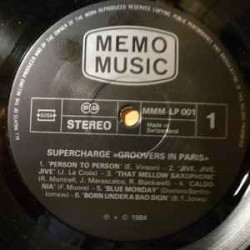 MEMO
MUSIC
SUISA
STEREO
MMM-LP 001
Made in
Switzerland
1
SUPERCHARGE »GROOVERS IN PARIS«
1. "PERSON TO PERSON" (E. Vinson) - 2. "JIVE, JIVE,
JIVE" (J. La Croix) - 3. "THAT MELLOW SAXOPHONE"
(R. Montrell, J. Marascalco, R. Blackwell) - 4. "CALDO-
NIA" (F. Moore) - 5. "BLUE MONDAY" (Domino/Bartho-
lomew) - 6. "BORN UNDER A BAD SIGN" (B.T. Jones)
℗ + © 1984